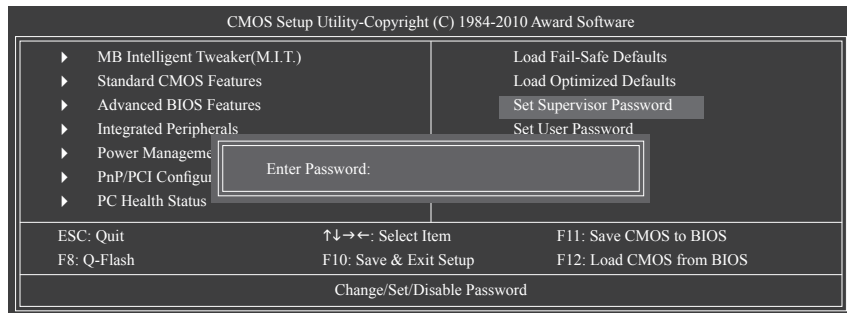 CMOS Setup Utility-Copyright (C) 1984-2010 Award Software
MB Intelligent Tweaker(M.I.T.)
Standard CMOS Features
Advanced BIOS Features
Integrated Peripherals
Power Manageme
PnP/PCI Configur
PC Health Status
Load Fail-Safe Defaults
Load Optimized Defaults
Set Supervisor Password
Set User Password
Enter Password:
ESC: Quit ↑↓→←: Select Item F11: Save CMOS to BIOS
F8: Q-Flash F10: Save & Exit Setup F12: Load CMOS from BIOS
Change/Set/Disable Password